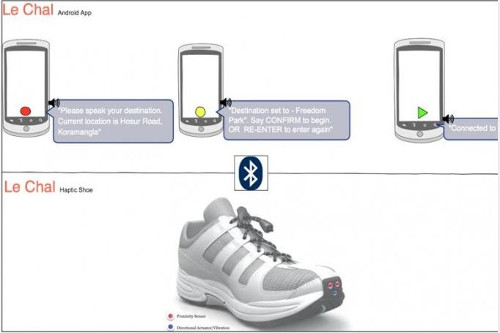 Le Chal Android App
"Please speak your destination.
Current location is Hosur Road,
Koramangla"
"Destination set to - Freedom
Park". Say CONFIRM to begin.
OR RE-ENTER to enter again"
"Connected to
Le Chal Haptic Shoe
Proximity Sensor
Directional Actuator/Vibration